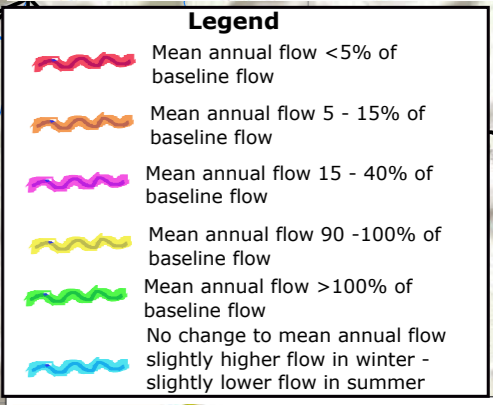 Legend
Mean annual flow <5% of
baseline flow
Mean annual flow 5 - 15% of
baseline flow
Mean annual flow 15 - 40% of
baseline flow
Mean annual flow 90 -100% of
baseline flow
Mean annual flow >100% of
baseline flow
No change to mean annual flow
slightly higher flow in winter -
slightly lower flow in summer